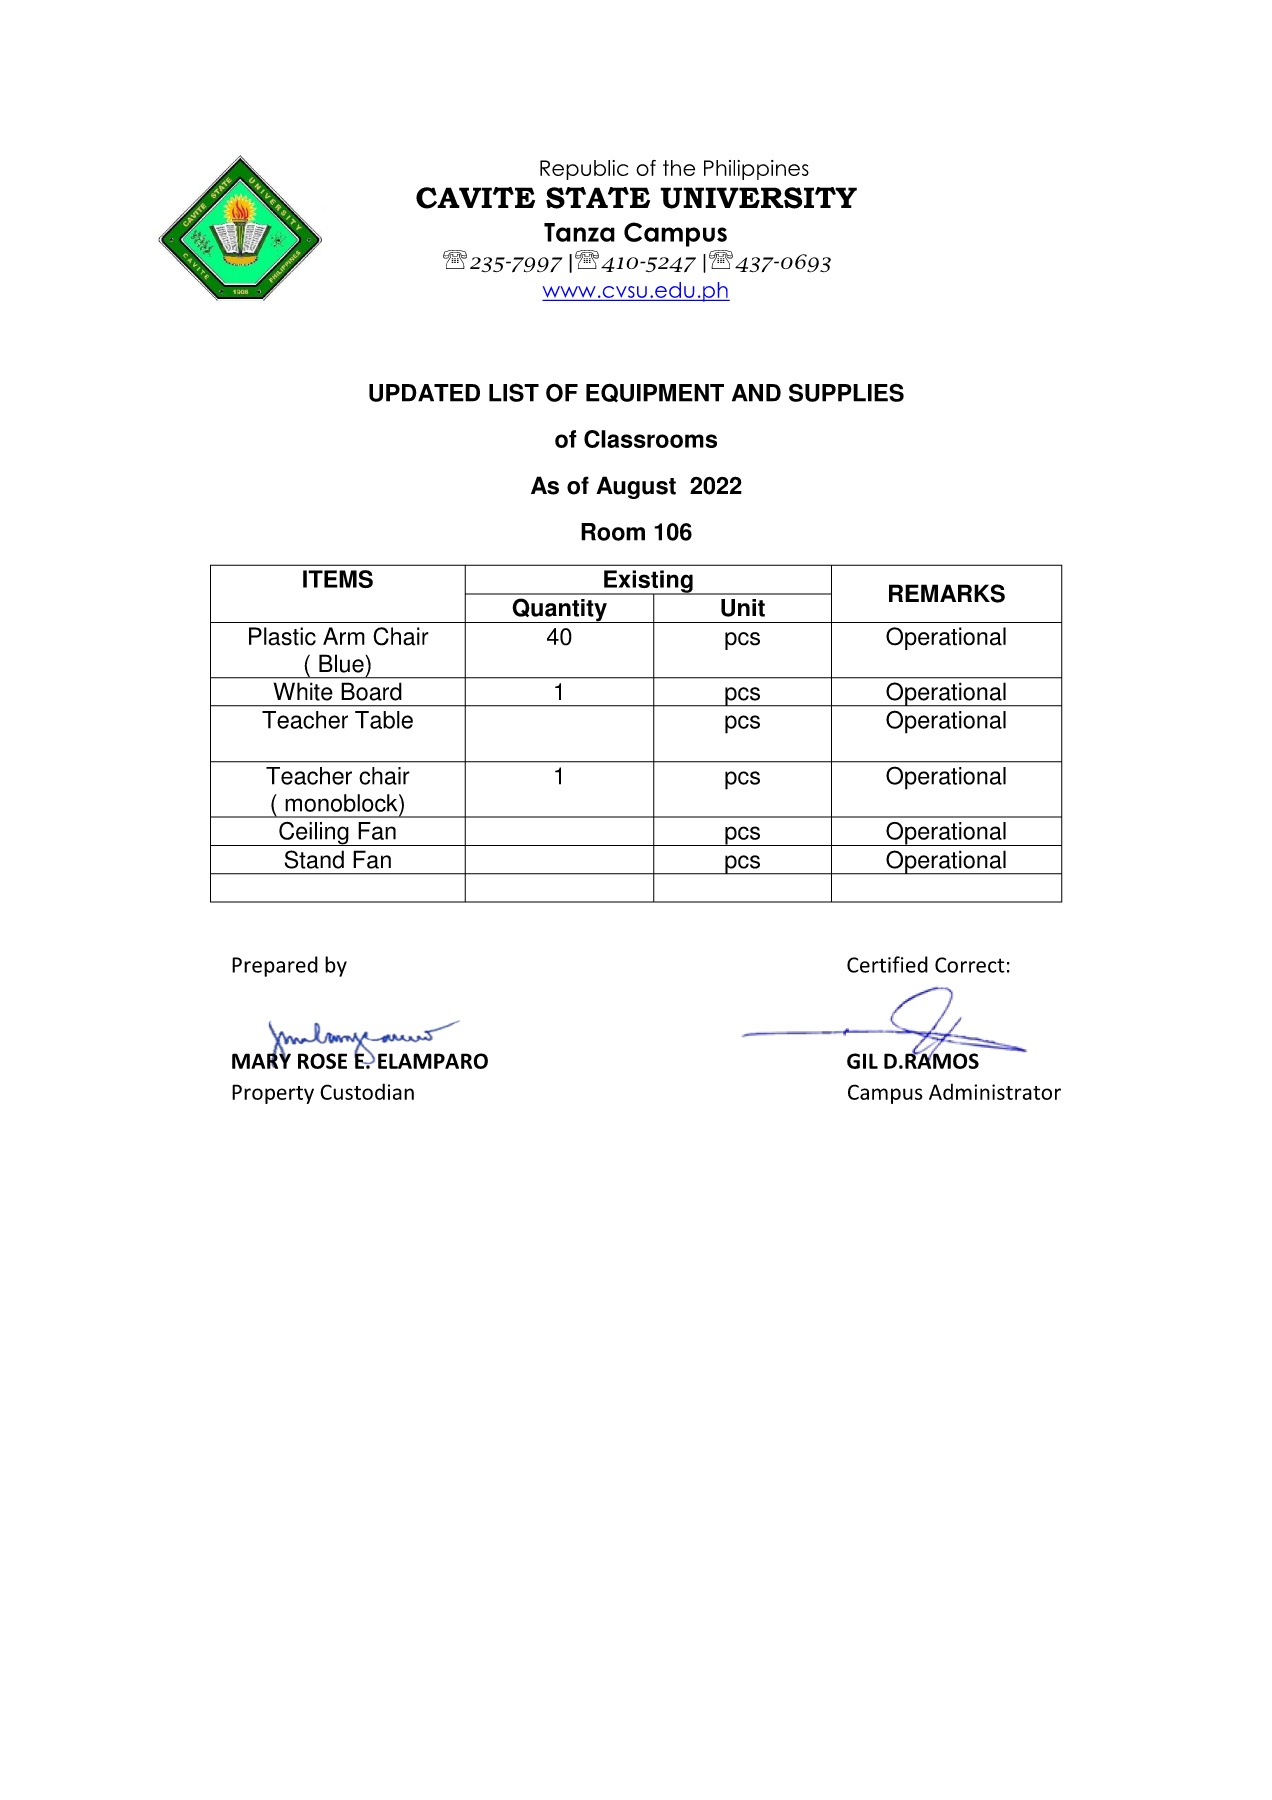 Republic of the Philippines
CAVITE STATE UNIVERSITY
Tanza Campus
☏235-7997 |☏410-5247 |☏437-0693
www.cvsu.edu.ph
CAVITE STATE UNIVERSITY
CAVITE PHILIPPINES
1906
UPDATED LIST OF EQUIPMENT AND SUPPLIES
of Classrooms
As of August 2022
Room 106
ITEMS Existing REMARKS
Quantity Unit
Plastic Arm Chair 40 pcs Operational
( Blue)
White Board 1 pcs Operational
Teacher Table pcs Operational
Teacher chair 1 pcs Operational
( monoblock)
Ceiling Fan pcs Operational
Stand Fan pcs Operational
Prepared by Certified Correct:
MARY ROSE E. ELAMPARO GIL D.RAMOS
Property Custodian Campus Administrator